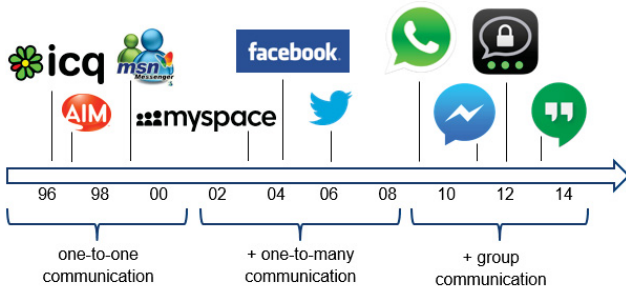 icq
msn
Messenger
AIM
myspace
facebook
96 98 00 02 04 06 08 10 12 14
one-to-one
communication
+ one-to-many
communication
+ group
communication